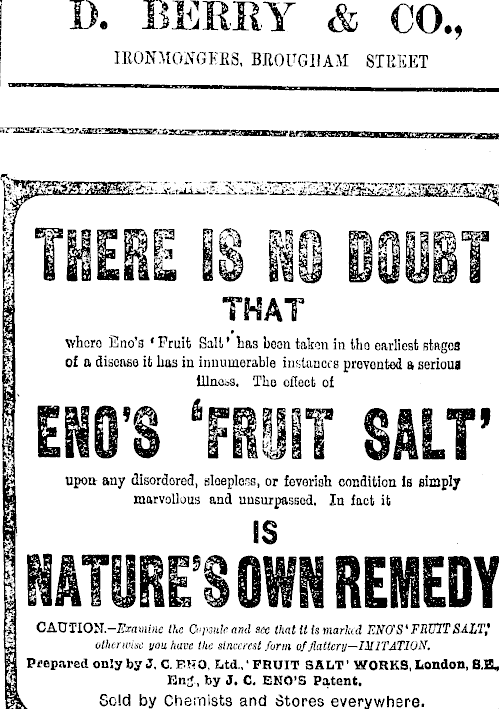 D. BERRY & CO.,
IRONMONGERS, BROUGHAM STREET
THERE IS NO DOUBT
THAT
where Eno's 'Fruit Salt' has been taken in the earliest stages
of a disease it has in innumerable instances prevented a serious
illness. The effect of
ENO'S 'FRUIT SALT'
upon any disordered, sleepless, or feverish condition is simply
marvellous and unsurpassed. In fact it
IS
NATURE'S OWN REMEDY
CAUTION.—Examine the Capsule and see that it is marked ENO'S 'FRUIT SALT,'
otherwise you have the sincerest form of flattery—IMITATION.
Prepared only by J. C. ENO, Ltd., 'FRUIT SALT' WORKS, London, S.E.,
Eng., by J. C. ENO'S Patent.
Sold by Chemists and Stores everywhere.